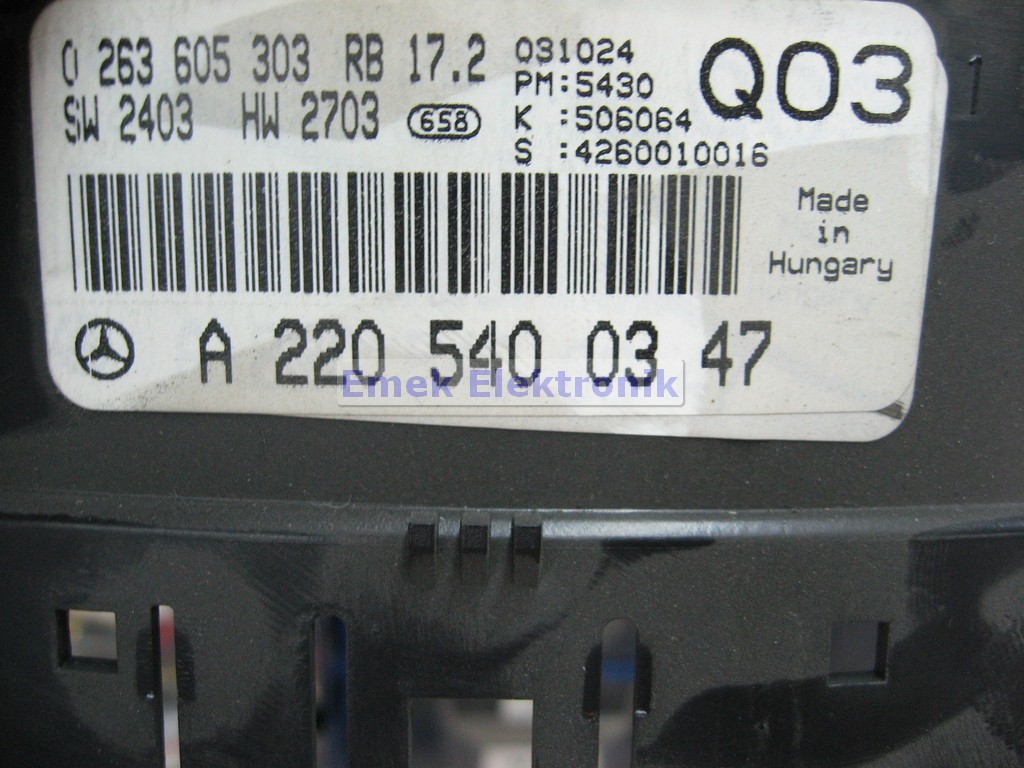 0 263 605 303 RB 17.2
SW 2403 HW 2703 658
031024
PM:5430
K :506064
S :4260010016
Q03
1
Made
in
Hungary
A 220 540 03 47
Emek Elektronik